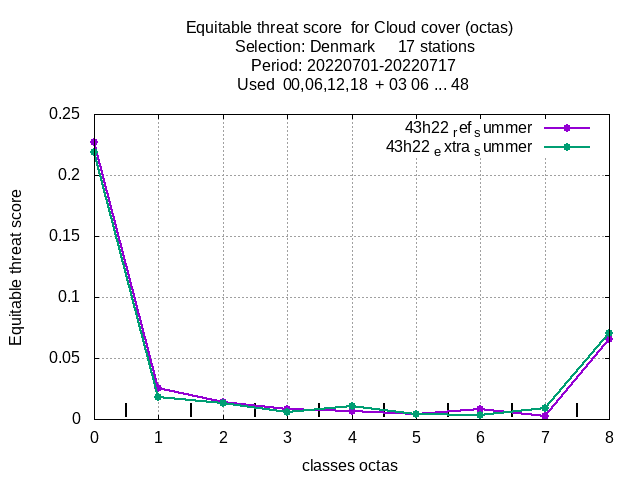 Equitable threat score for Cloud cover (octas)
Selection: Denmark 17 stations
Period: 20220701-20220717
Used 00,06,12,18 + 03 06 ... 48
43h22 ref summer
43h22 extra summer
Equitable threat score
0.25
0.2
0.15
0.1
0.05
0
0 1 2 3 4 5 6 7 8
classes octas